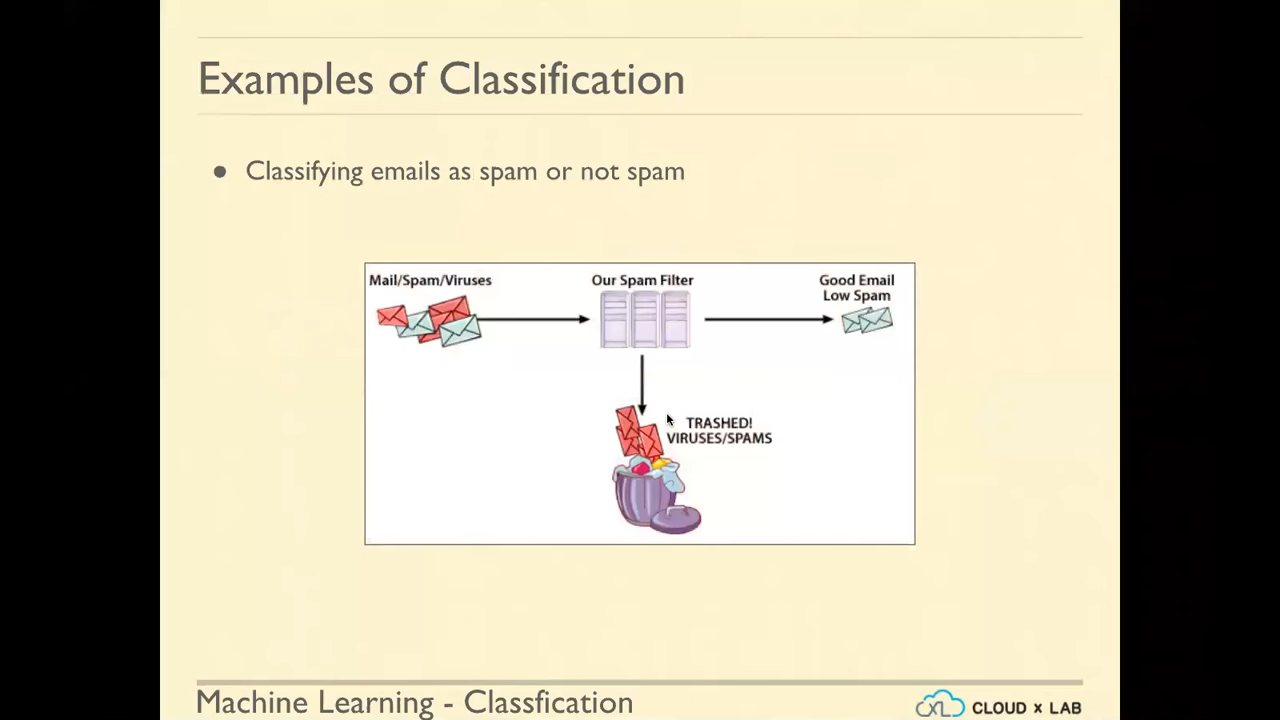 Examples of Classification
● Classifying emails as spam or not spam
Mail/Spam/Viruses
Our Spam Filter
Good Email
Low Spam
TRASHED!
VIRUSES/SPAMS
Machine Learning - Classfication
CLOUD x LAB